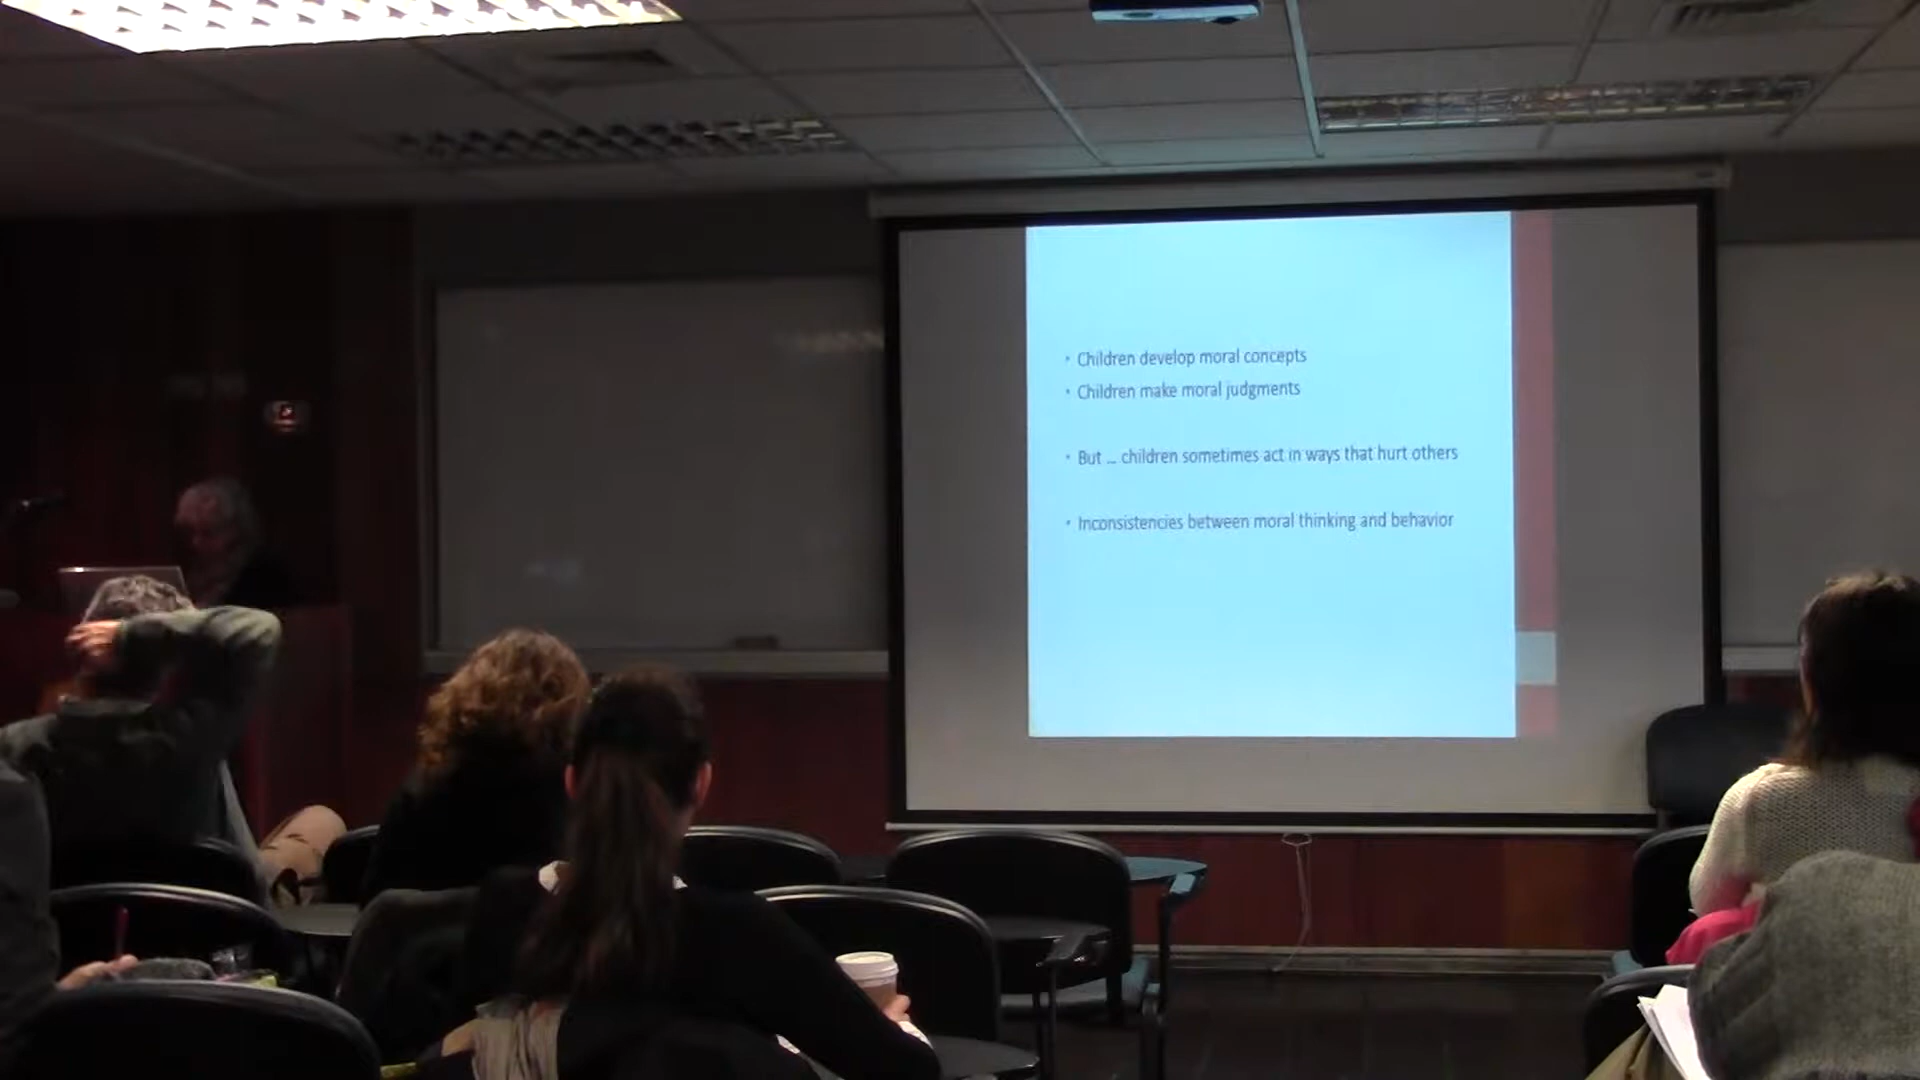 • Children develop moral concepts
• Children make moral judgments
• But ... children sometimes act in ways that hurt others
• Inconsistencies between moral thinking and behavior